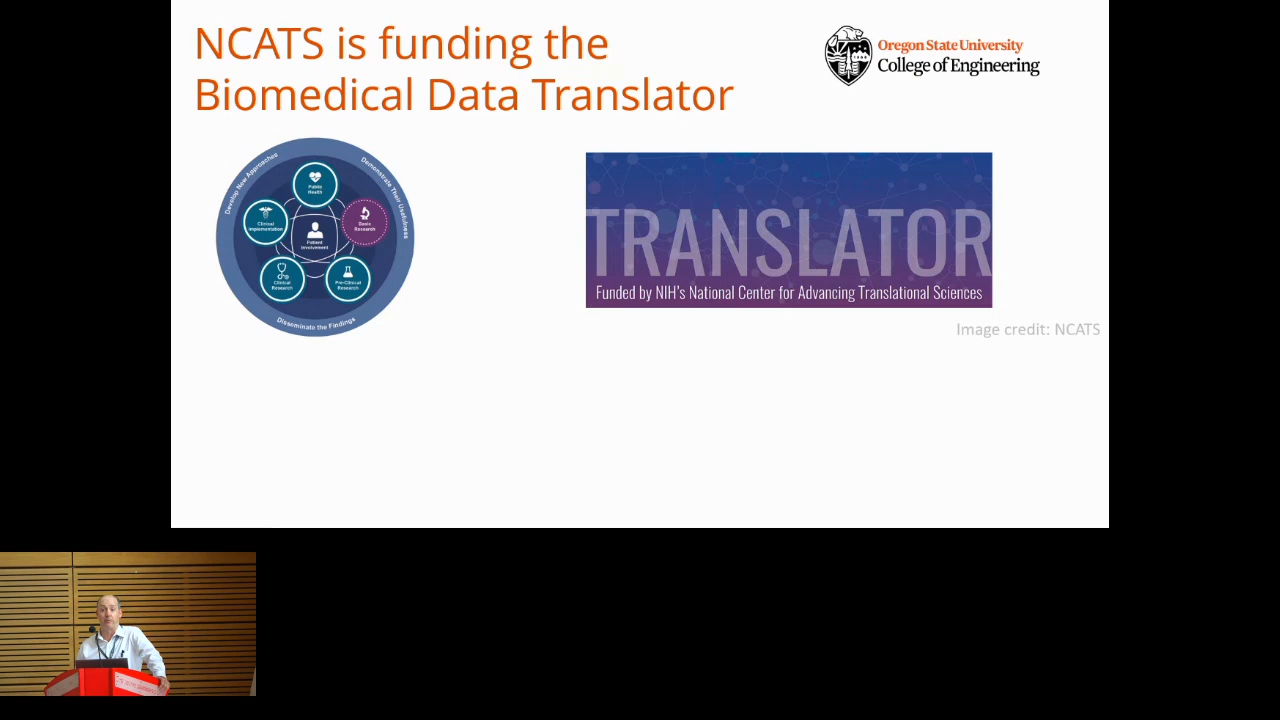 NCATS is funding the
Biomedical Data Translator
Oregon State University
College of Engineering
Develop New Approaches
Demonstrate Their Usefulness
Public
Health
Clinical
Implementation
Basic
Research
Patient
Involvement
Clinical
Research
Pre-Clinical
Research
Disseminate the Findings
TRANSLATOR
Funded by NIH's National Center for Advancing Translational Sciences
Image credit: NCATS